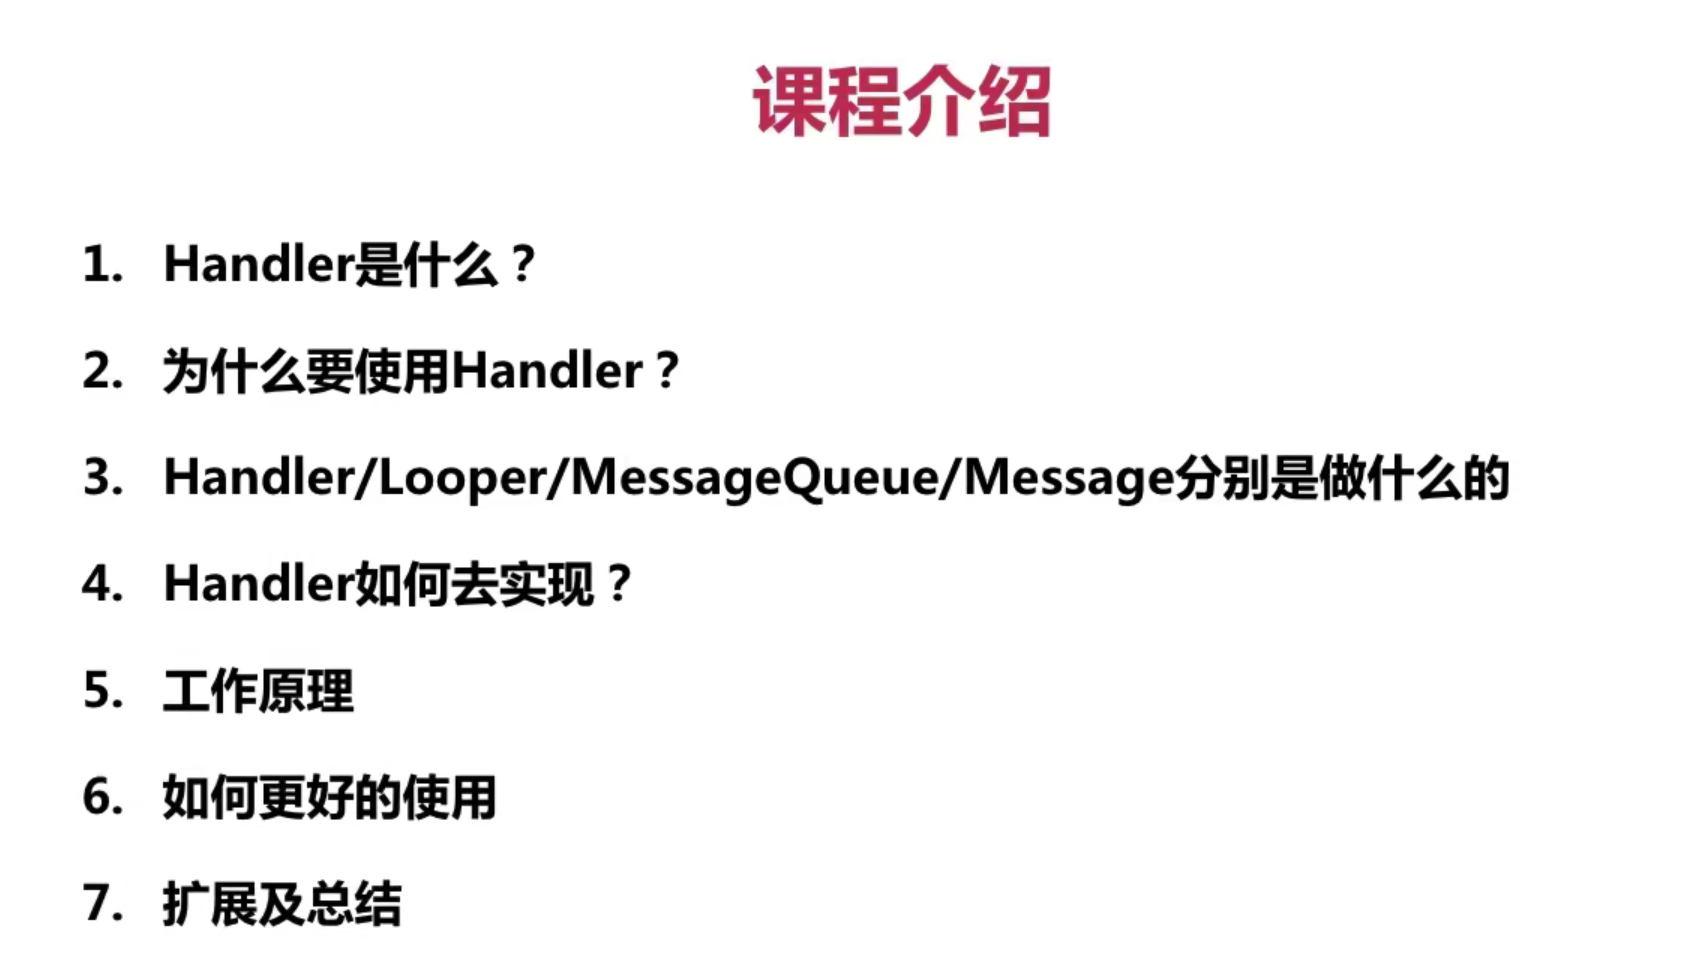 课程介绍
1. Handler是什么？
2. 为什么要使用Handler？
3. Handler/Looper/MessageQueue/Message分别是做什么的
4. Handler如何去实现？
5. 工作原理
6. 如何更好的使用
7. 扩展及总结